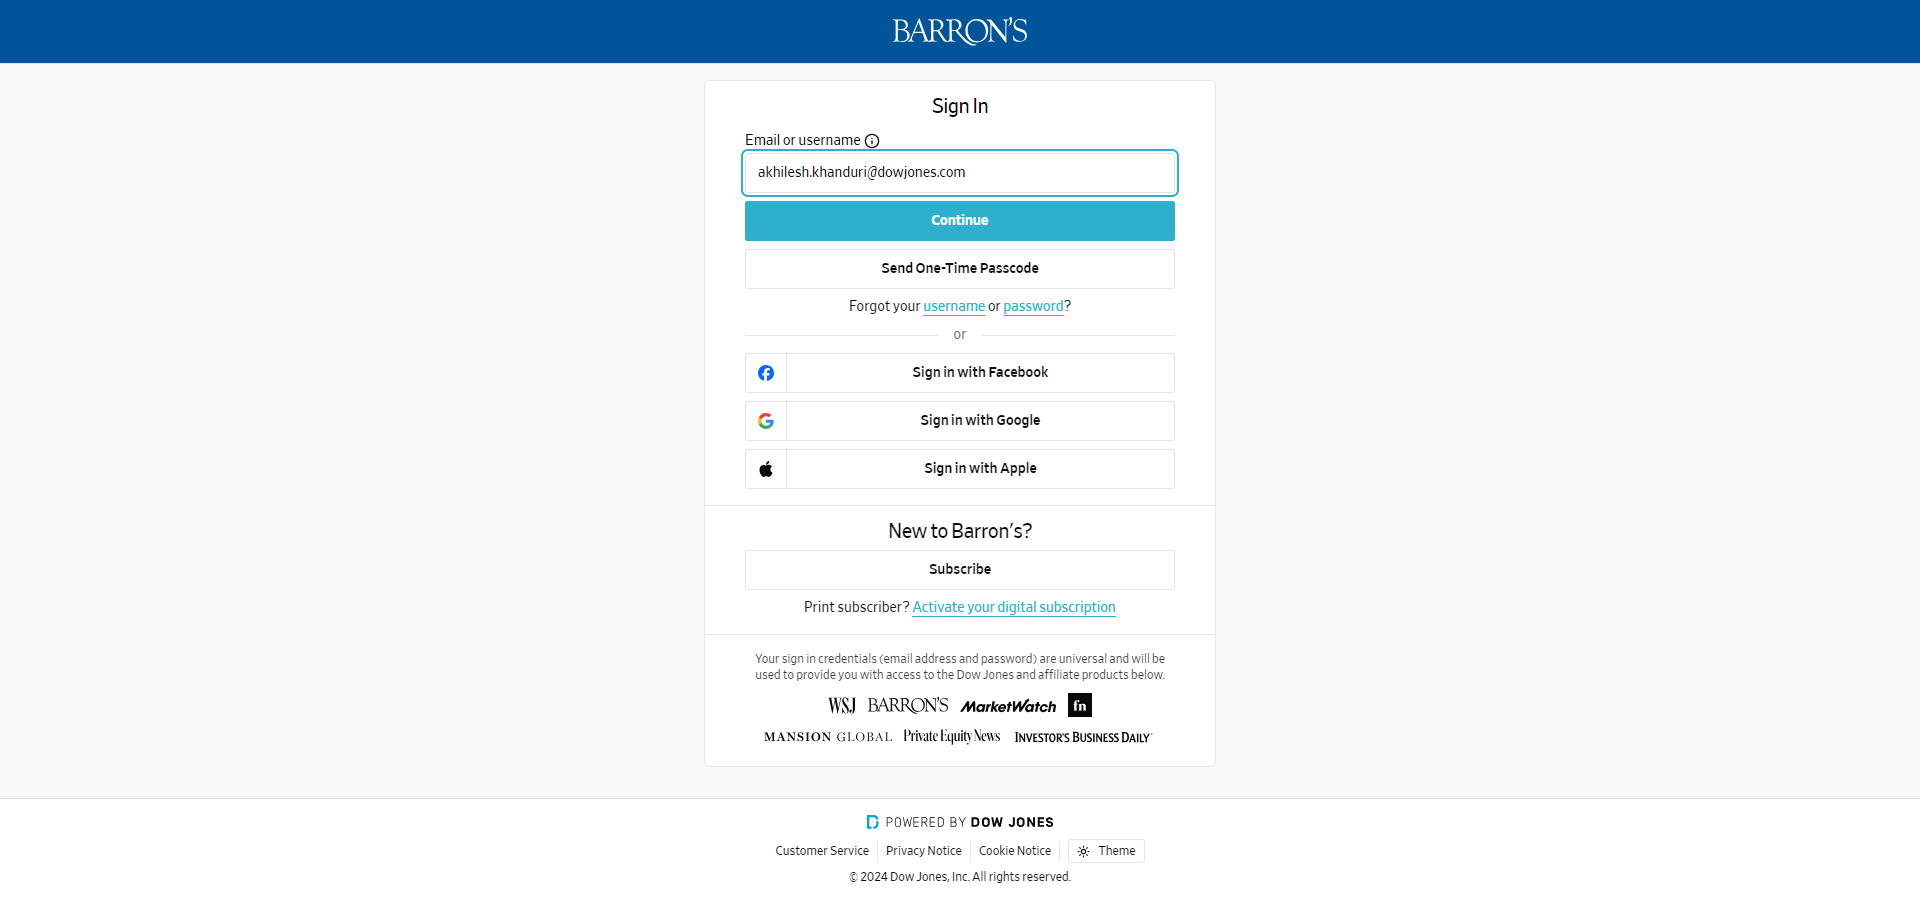 BARRON'S
Sign In
Email or username
akhilesh.khanduri@dowjones.com
Continue
Send One-Time Passcode
Forgot your username or password?
or
Sign in with Facebook
Sign in with Google
Sign in with Apple
New to Barron's?
Subscribe
Print subscriber? Activate your digital subscription
Your sign in credentials (email address and password) are universal and will be
used to provide you with access to the Dow Jones and affiliate products below.
WSJ BARRON'S MarketWatch fn
MANSION GLOBAL Private Equity News INVESTOR'S BUSINESS DAILY
POWERED BY DOW JONES
Customer Service Privacy Notice Cookie Notice Theme
© 2024 Dow Jones, Inc. All rights reserved.